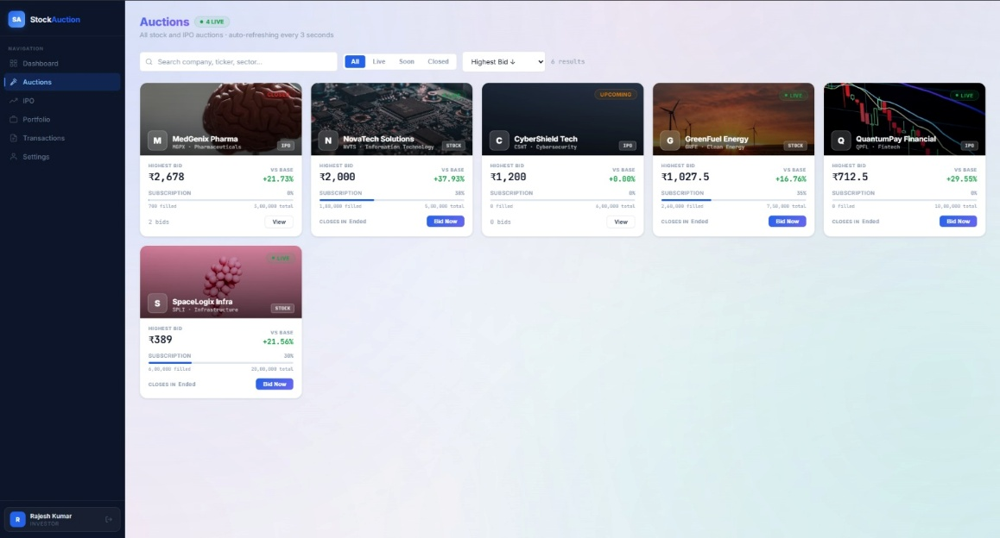 SA StockAuction
NAVIGATION
Dashboard
Auctions
IPO
Portfolio
Transactions
Settings
R Rajesh Kumar
INVESTOR
Auctions • 4 LIVE
All stock and IPO auctions · auto-refreshing every 3 seconds
Search company, ticker, sector...
All Live Soon Closed
Highest Bid ↓
6 results
M MedGenix Pharma
MGPX · Pharmaceuticals IPO
HIGHEST BID VS BASE
₹2,678 +21.73%
SUBSCRIPTION 0%
700 filled 3,00,000 total
2 bids View
N NovaTech Solutions
NVTS · Information Technology STOCK
HIGHEST BID VS BASE
₹2,000 +37.93%
SUBSCRIPTION
5,00,000 total
CLOSES IN Ended Bid Now
UPCOMING
C CyberShield Tech
CSHT · Cybersecurity IPO
HIGHEST BID VS BASE
₹1,200 +0.00%
SUBSCRIPTION 0%
0 filled 4,00,000 total
0 bids View
• LIVE
G GreenFuel Energy
GRFE · Clean Energy STOCK
HIGHEST BID VS BASE
₹1,027.5 +16.76%
SUBSCRIPTION 35%
2,60,000 filled 7,50,000 total
CLOSES IN Ended Bid Now
• LIVE
Q QuantumPay Financial
QPFL · Fintech IPO
HIGHEST BID VS BASE
₹712.5 +29.55%
SUBSCRIPTION 0%
0 filled 10,00,000 total
CLOSES IN Ended Bid Now
• LIVE
S SpaceLogix Infra
SPLI · Infrastructure STOCK
HIGHEST BID VS BASE
₹389 +21.56%
SUBSCRIPTION 30%
6,00,000 filled 20,00,000 total
CLOSES IN Ended Bid Now